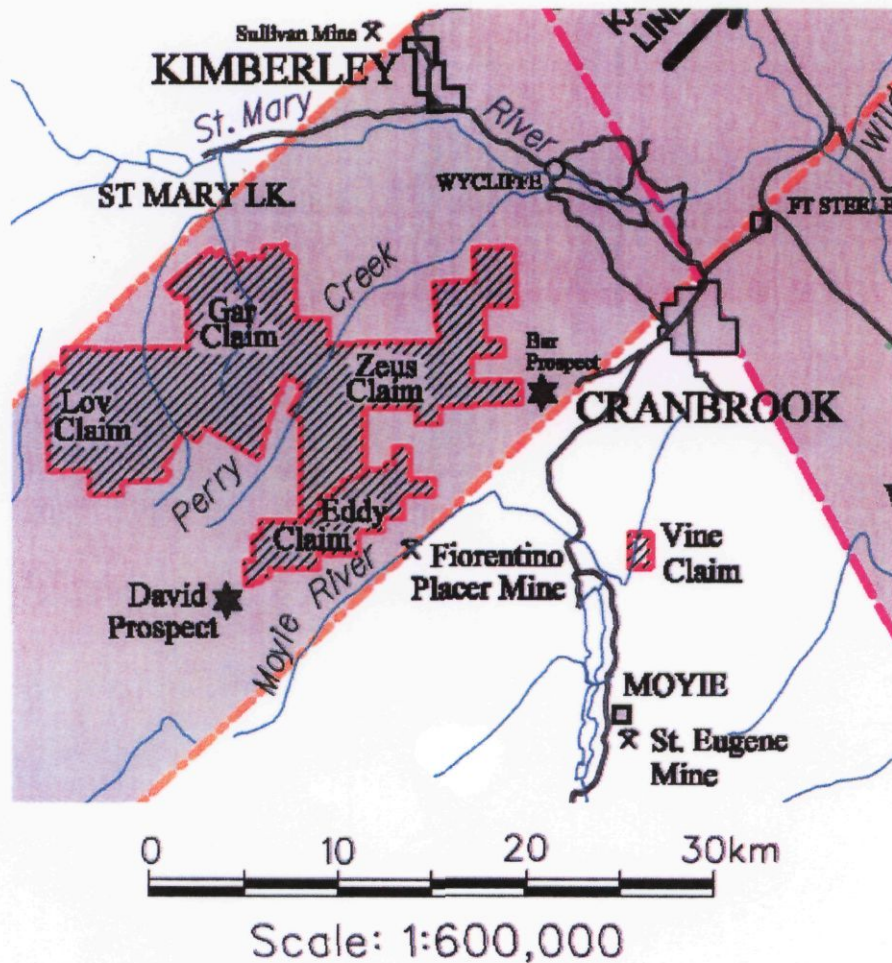 Sullivan Mine
KIMBERLEY
St. Mary
River
ST MARY LK.
WYCLIFFE
FT STEELE
Creek
Gar
Claim
Bar
Prospect
Zeus
Claim
Lov
Claim
CRANBROOK
Perry
Eddy
Claim
Vine
Claim
Fiorentino
Placer Mine
David
Prospect
Moyie River
MOYIE
St. Eugene
Mine
0 10 20 30km
Scale: 1:600,000